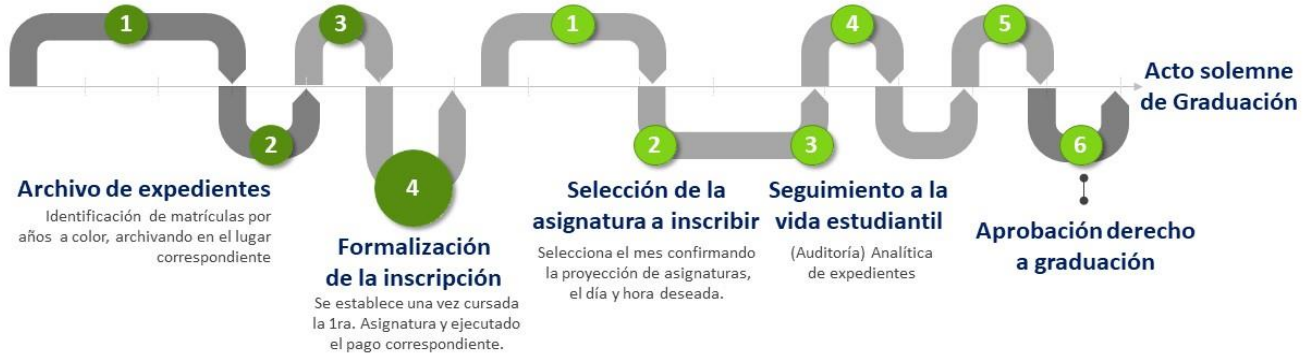 1
3
1
4
5
Acto solemne
de Graduación
2
2
3
6
4
Archivo de expedientes
Identificación de matrículas por
años a color, archivando en el lugar
correspondiente
Formalización
de la inscripción
Se establece una vez cursada
la 1ra. Asignatura y ejecutado
el pago correspondiente.
Selección de la
asignatura a inscribir
Selecciona el mes confirmando
la proyección de asignaturas,
el día y hora deseada.
Seguimiento a la
vida estudiantil
(Auditoría) Analítica
de expedientes
Aprobación derecho
a graduación